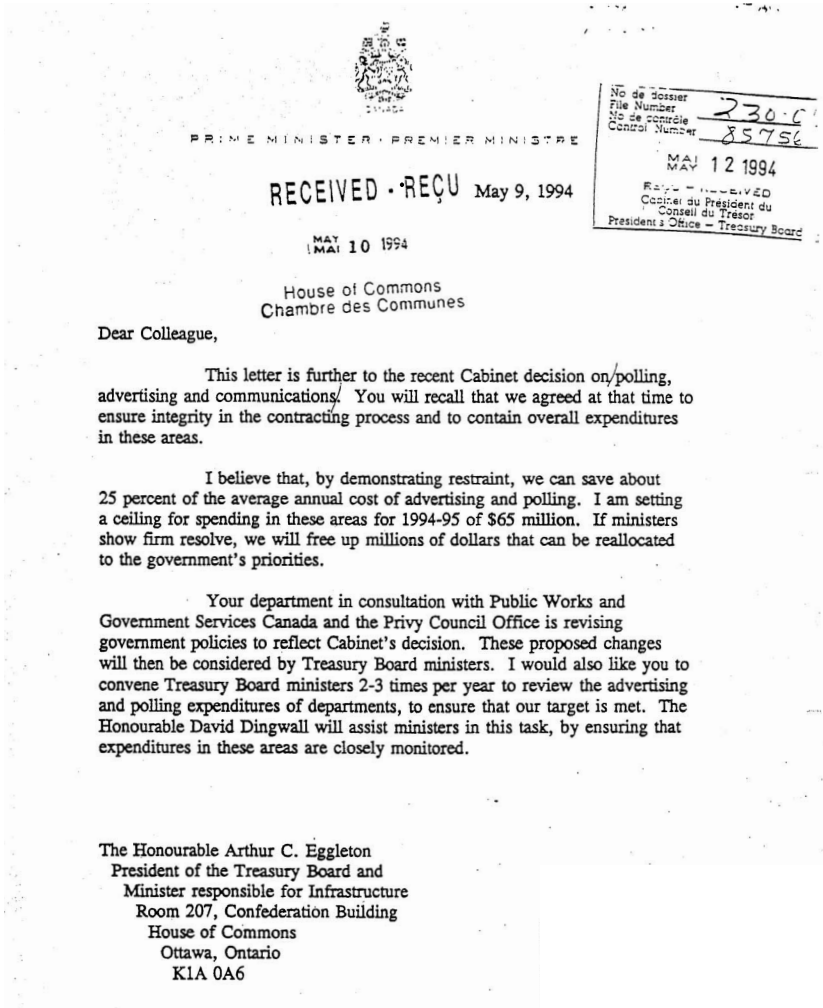 CANADA
PRIME MINISTER · PREMIER MINISTRE
No de dossier
File Number 230-C
No de contrôle
Control Number 85756
MAI
MAY 12 1994
RECEIVED
Cabinet du Président du
Conseil du Trésor
President's Office – Treasury Board
RECEIVED - REÇU May 9, 1994
MAY
MAI 10 1994
House of Commons
Chambre des Communes
Dear Colleague,
This letter is further to the recent Cabinet decision on polling,
advertising and communications. You will recall that we agreed at that time to
ensure integrity in the contracting process and to contain overall expenditures
in these areas.
I believe that, by demonstrating restraint, we can save about
25 percent of the average annual cost of advertising and polling. I am setting
a ceiling for spending in these areas for 1994-95 of $65 million. If ministers
show firm resolve, we will free up millions of dollars that can be reallocated
to the government's priorities.
Your department in consultation with Public Works and
Government Services Canada and the Privy Council Office is revising
government policies to reflect Cabinet's decision. These proposed changes
will then be considered by Treasury Board ministers. I would also like you to
convene Treasury Board ministers 2-3 times per year to review the advertising
and polling expenditures of departments, to ensure that our target is met. The
Honourable David Dingwall will assist ministers in this task, by ensuring that
expenditures in these areas are closely monitored.
The Honourable Arthur C. Eggleton
President of the Treasury Board and
Minister responsible for Infrastructure
Room 207, Confederation Building
House of Commons
Ottawa, Ontario
K1A 0A6